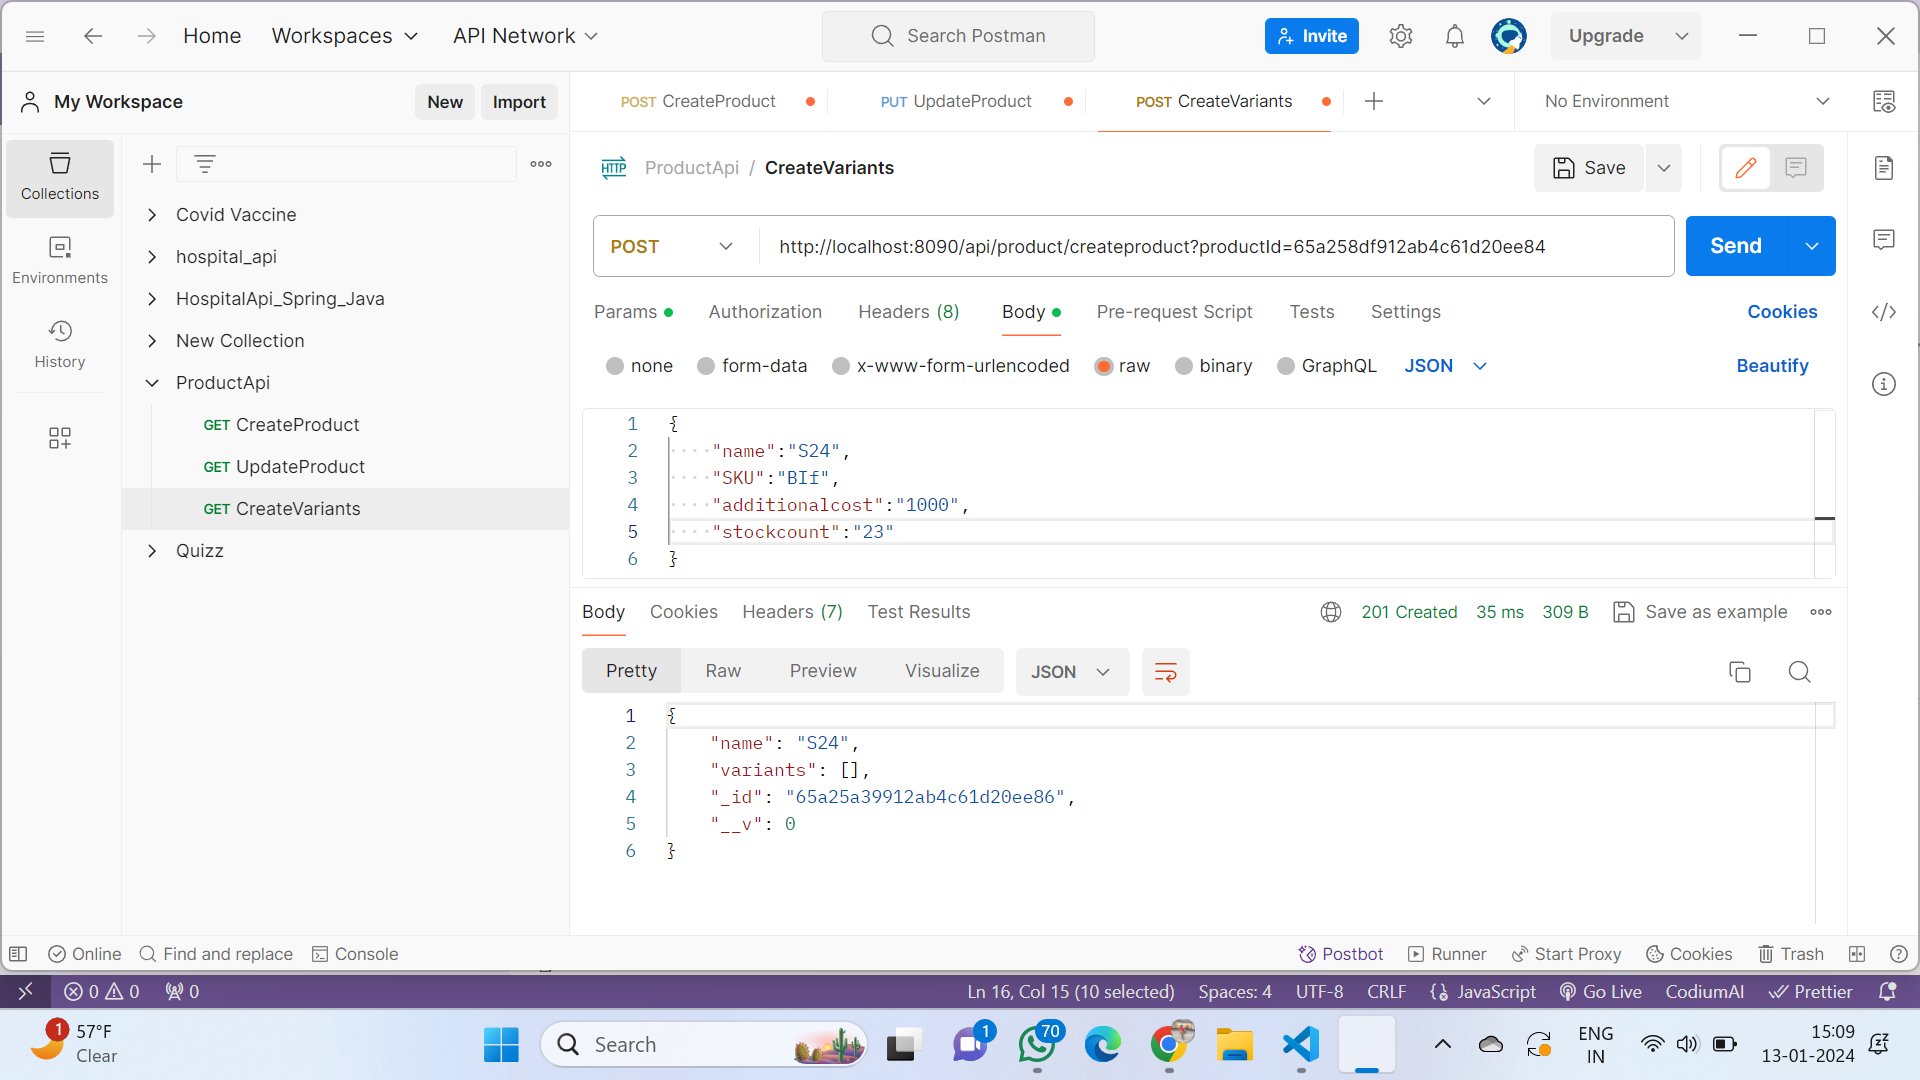 Home Workspaces API Network Search Postman Invite Upgrade
My Workspace New Import POST CreateProduct PUT UpdateProduct POST CreateVariants No Environment
Collections
Environments
History
Covid Vaccine
hospital_api
HospitalApi_Spring_Java
New Collection
ProductApi
GET CreateProduct
GET UpdateProduct
GET CreateVariants
Quizz
HTTP ProductApi / CreateVariants Save
POST http://localhost:8090/api/product/createproduct?productId=65a258df912ab4c61d20ee84 Send
Params Authorization Headers (8) Body Pre-request Script Tests Settings Cookies
none form-data x-www-form-urlencoded raw binary GraphQL JSON Beautify
1 {
2 "name":"S24",
3 "SKU":"BIf",
4 "additionalcost":"1000",
5 "stockcount":"23"
6 }
Body Cookies Headers (7) Test Results 201 Created 35 ms 309 B Save as example
Pretty Raw Preview Visualize JSON
1 {
2 "name": "S24",
3 "variants": [],
4 "_id": "65a25a39912ab4c61d20ee86",
5 "__v": 0
6 }
Online Find and replace Console Postbot Runner Start Proxy Cookies Trash
0 0 0 Ln 16, Col 15 (10 selected) Spaces: 4 UTF-8 CRLF JavaScript Go Live CodiumAI Prettier
1 57°F
Clear
Search 1 70
ENG
IN
15:09
13-01-2024